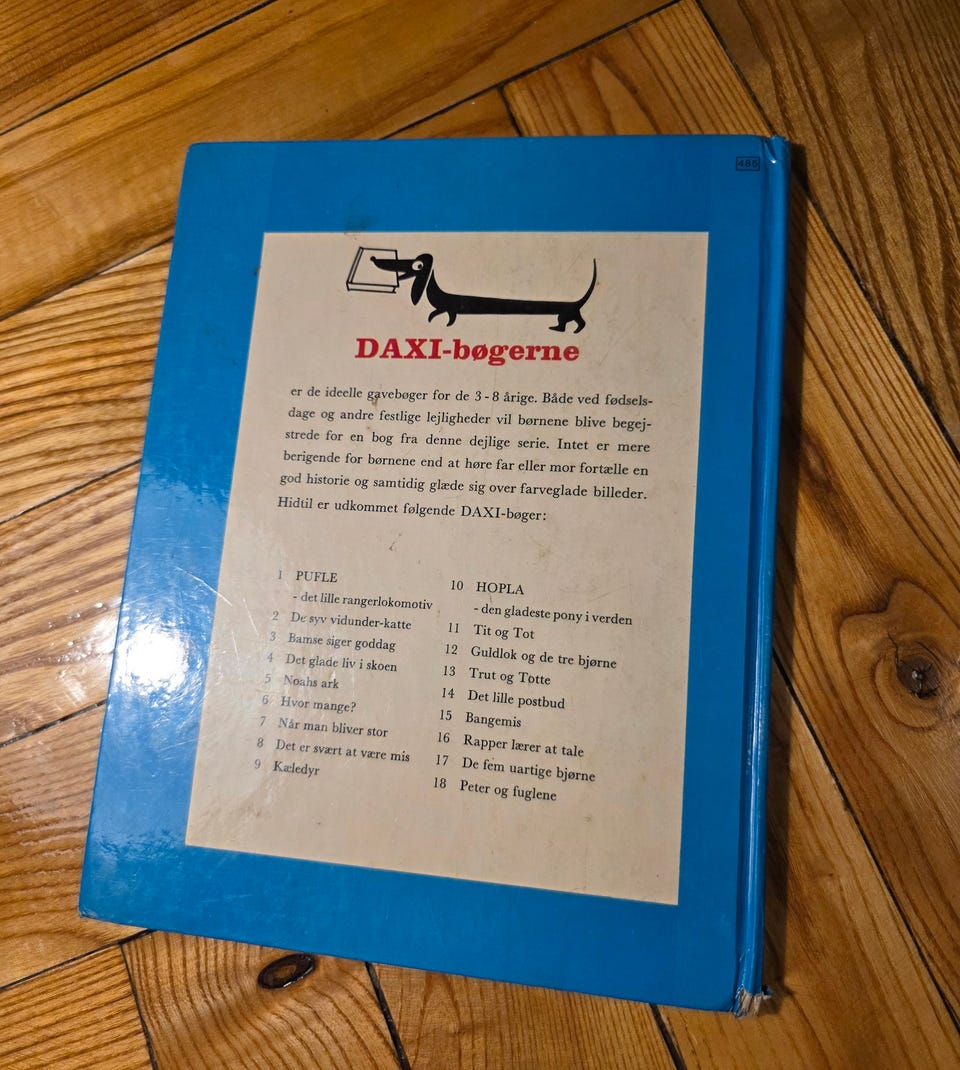 485
DAXI-bøgerne
er de ideelle gavebøger for de 3 - 8 årige. Både ved fødsels-
dage og andre festlige lejligheder vil børnene blive begej-
strede for en bog fra denne dejlige serie. Intet er mere
berigende for børnene end at høre far eller mor fortælle en
god historie og samtidig glæde sig over farveglade billeder.
Hidtil er udkommet følgende DAXI-bøger:
1 PUFLE
- det lille rangerlokomotiv
2 De syv vidunder-katte
3 Bamse siger goddag
4 Det glade liv i skoen
5 Noahs ark
6 Hvor mange?
7 Når man bliver stor
8 Det er svært at være mis
9 Kæledyr
10 HOPLA
- den gladeste pony i verden
11 Tit og Tot
12 Guldlok og de tre bjørne
13 Trut og Totte
14 Det lille postbud
15 Bangemis
16 Rapper lærer at tale
17 De fem uartige bjørne
18 Peter og fuglene